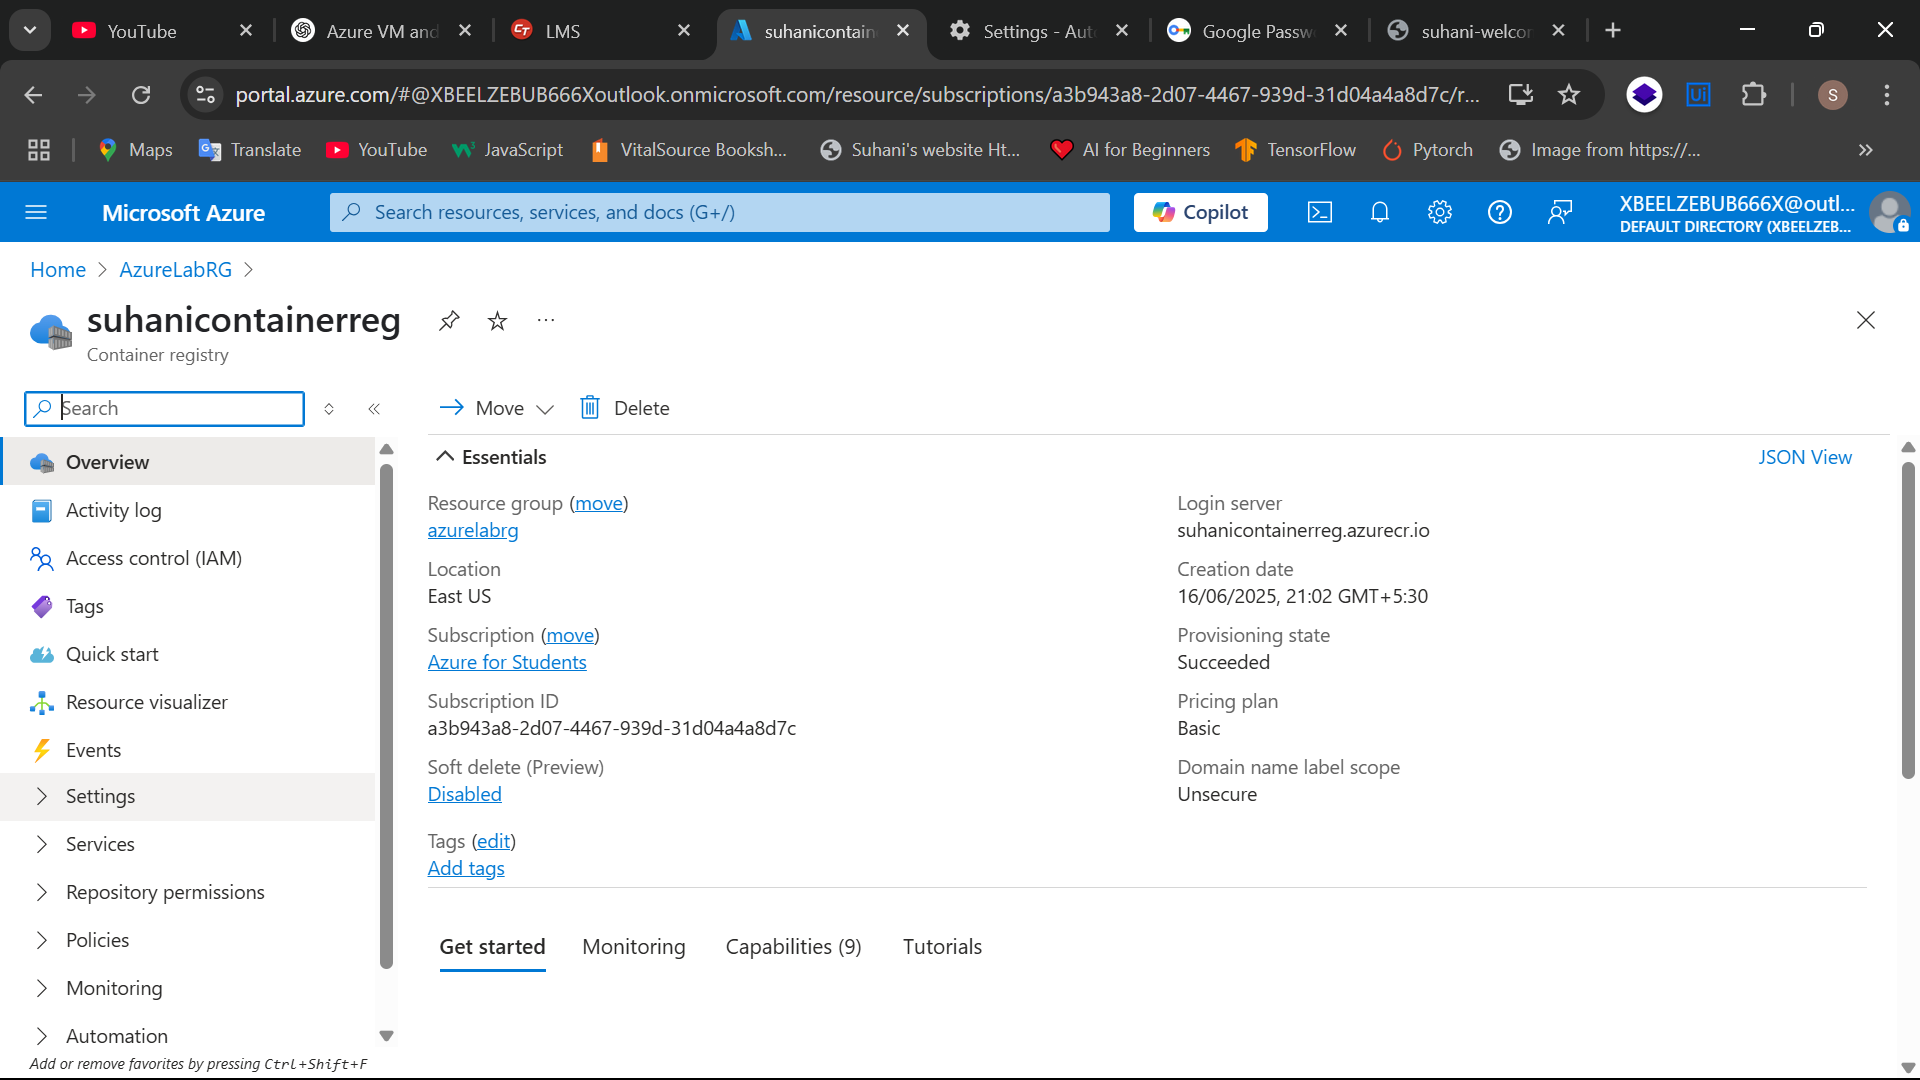 YouTube
Azure VM and
LMS
suhanicontain
Settings - Aut
Google Passw
suhani-welcor
portal.azure.com/#@XBEELZEBUB666Xoutlook.onmicrosoft.com/resource/subscriptions/a3b943a8-2d07-4467-939d-31d04a4a8d7c/r...
Ui
S
Maps
Translate
YouTube
JavaScript
VitalSource Booksh...
Suhani's website Ht...
AI for Beginners
TensorFlow
Pytorch
Image from https://...
Microsoft Azure
Search resources, services, and docs (G+/)
Copilot
XBEELZEBUB666X@outl...
DEFAULT DIRECTORY (XBEELZEB...
Home > AzureLabRG >
suhanicontainerreg
Container registry
Search
Move
Delete
Overview
Activity log
Access control (IAM)
Tags
Quick start
Resource visualizer
Events
Settings
Services
Repository permissions
Policies
Monitoring
Automation
Add or remove favorites by pressing Ctrl+Shift+F
Essentials
JSON View
Resource group (move)
azurelabrg
Location
East US
Subscription (move)
Azure for Students
Subscription ID
a3b943a8-2d07-4467-939d-31d04a4a8d7c
Soft delete (Preview)
Disabled
Tags (edit)
Add tags
Login server
suhanicontainerreg.azurecr.io
Creation date
16/06/2025, 21:02 GMT+5:30
Provisioning state
Succeeded
Pricing plan
Basic
Domain name label scope
Unsecure
Get started
Monitoring
Capabilities (9)
Tutorials